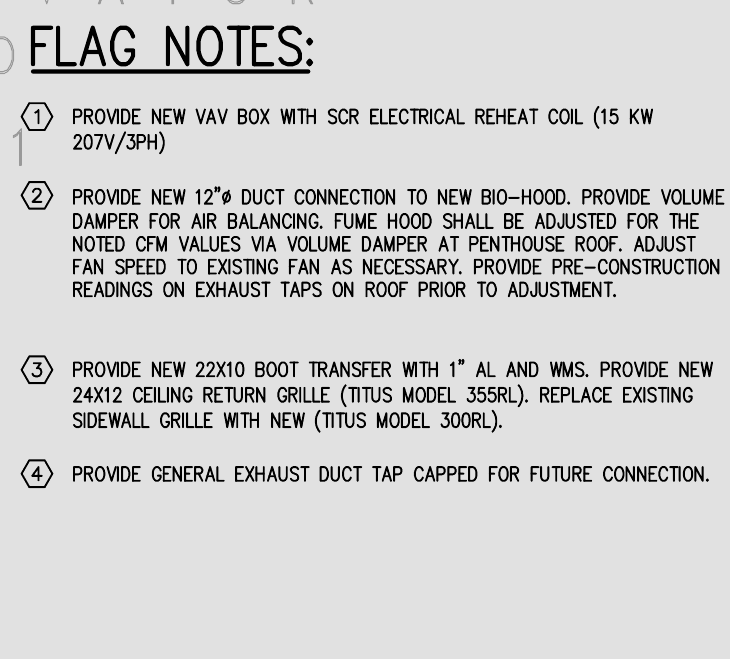 FLAG NOTES:
1 PROVIDE NEW VAV BOX WITH SCR ELECTRICAL REHEAT COIL (15 KW
207V/3PH)
2 PROVIDE NEW 12"ø DUCT CONNECTION TO NEW BIO-HOOD. PROVIDE VOLUME
DAMPER FOR AIR BALANCING. FUME HOOD SHALL BE ADJUSTED FOR THE
NOTED CFM VALUES VIA VOLUME DAMPER AT PENTHOUSE ROOF. ADJUST
FAN SPEED TO EXISTING FAN AS NECESSARY. PROVIDE PRE-CONSTRUCTION
READINGS ON EXHAUST TAPS ON ROOF PRIOR TO ADJUSTMENT.
3 PROVIDE NEW 22X10 BOOT TRANSFER WITH 1" AL AND WMS. PROVIDE NEW
24X12 CEILING RETURN GRILLE (TITUS MODEL 355RL). REPLACE EXISTING
SIDEWALL GRILLE WITH NEW (TITUS MODEL 300RL).
4 PROVIDE GENERAL EXHAUST DUCT TAP CAPPED FOR FUTURE CONNECTION.